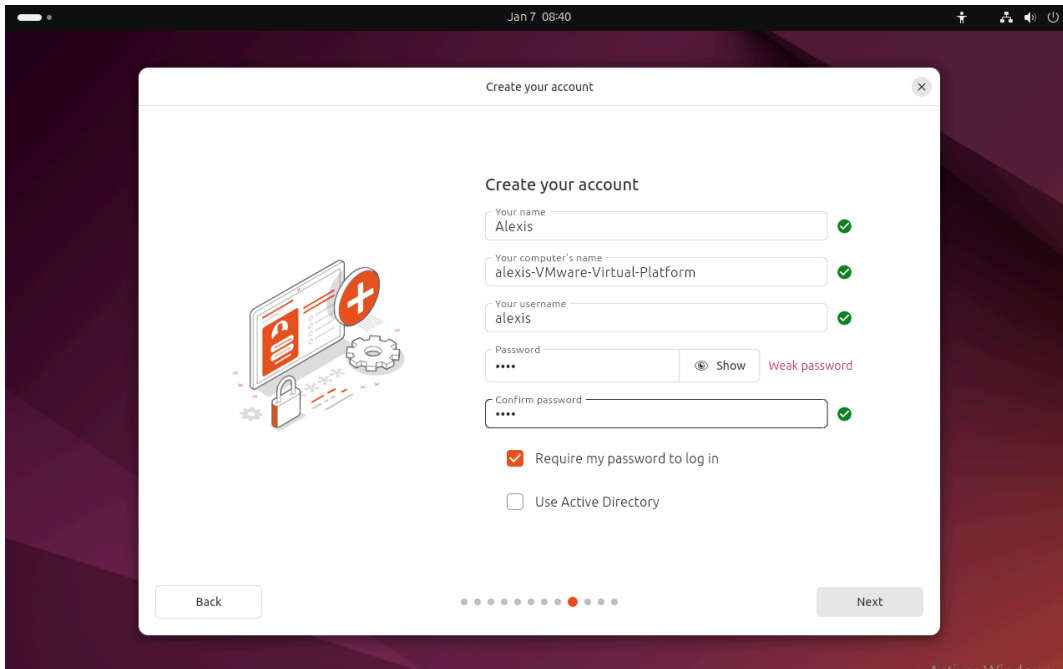 Jan 7 08:40
Create your account
Create your account
Your name
Alexis
Your computer's name
alexis-VMware-Virtual-Platform
Your username
alexis
Password
•••• Show Weak password
Confirm password
••••
Require my password to log in
Use Active Directory
Back Next